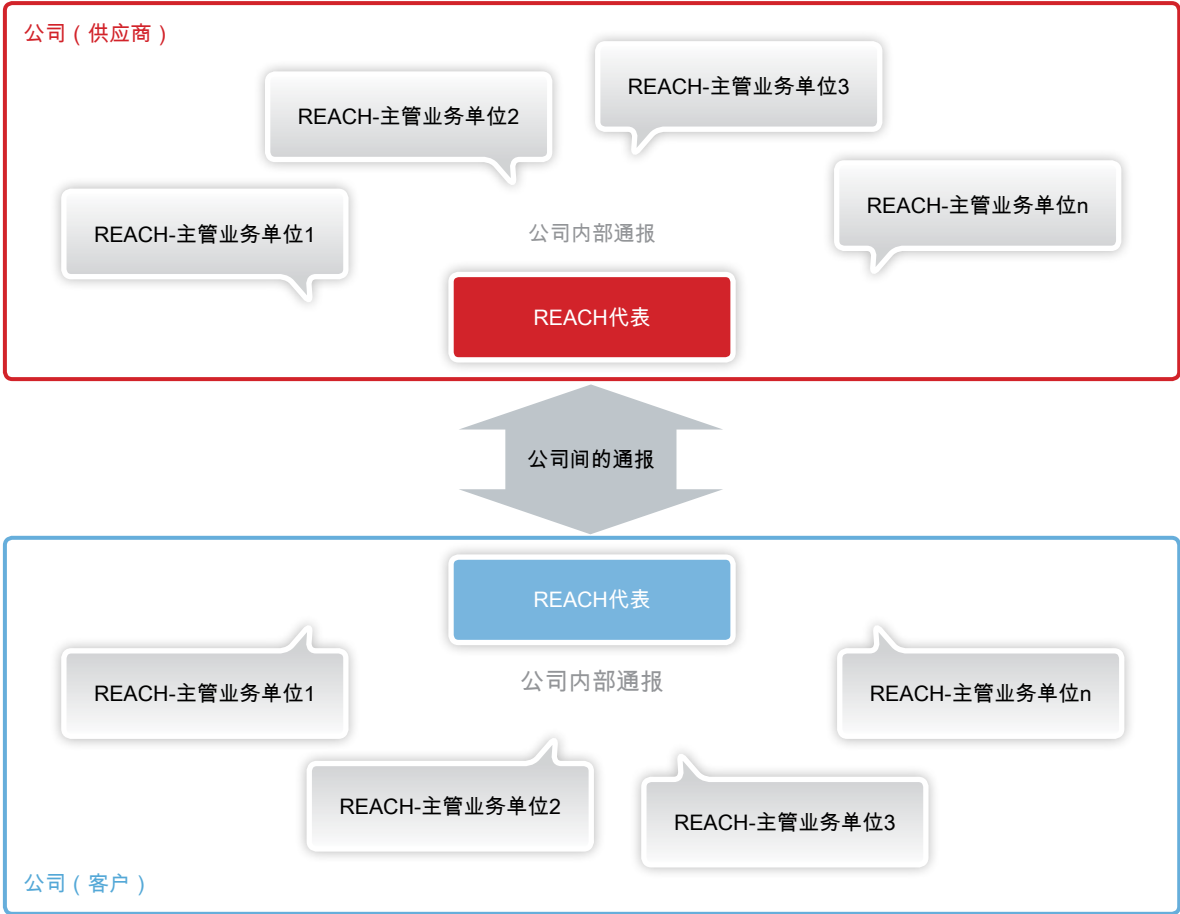 公司（供应商）
REACH-主管业务单位3
REACH-主管业务单位2
REACH-主管业务单位n
REACH-主管业务单位1
公司内部通报
REACH代表
公司间的通报
REACH代表
公司内部通报
REACH-主管业务单位1
REACH-主管业务单位n
REACH-主管业务单位2
REACH-主管业务单位3
公司（客户）